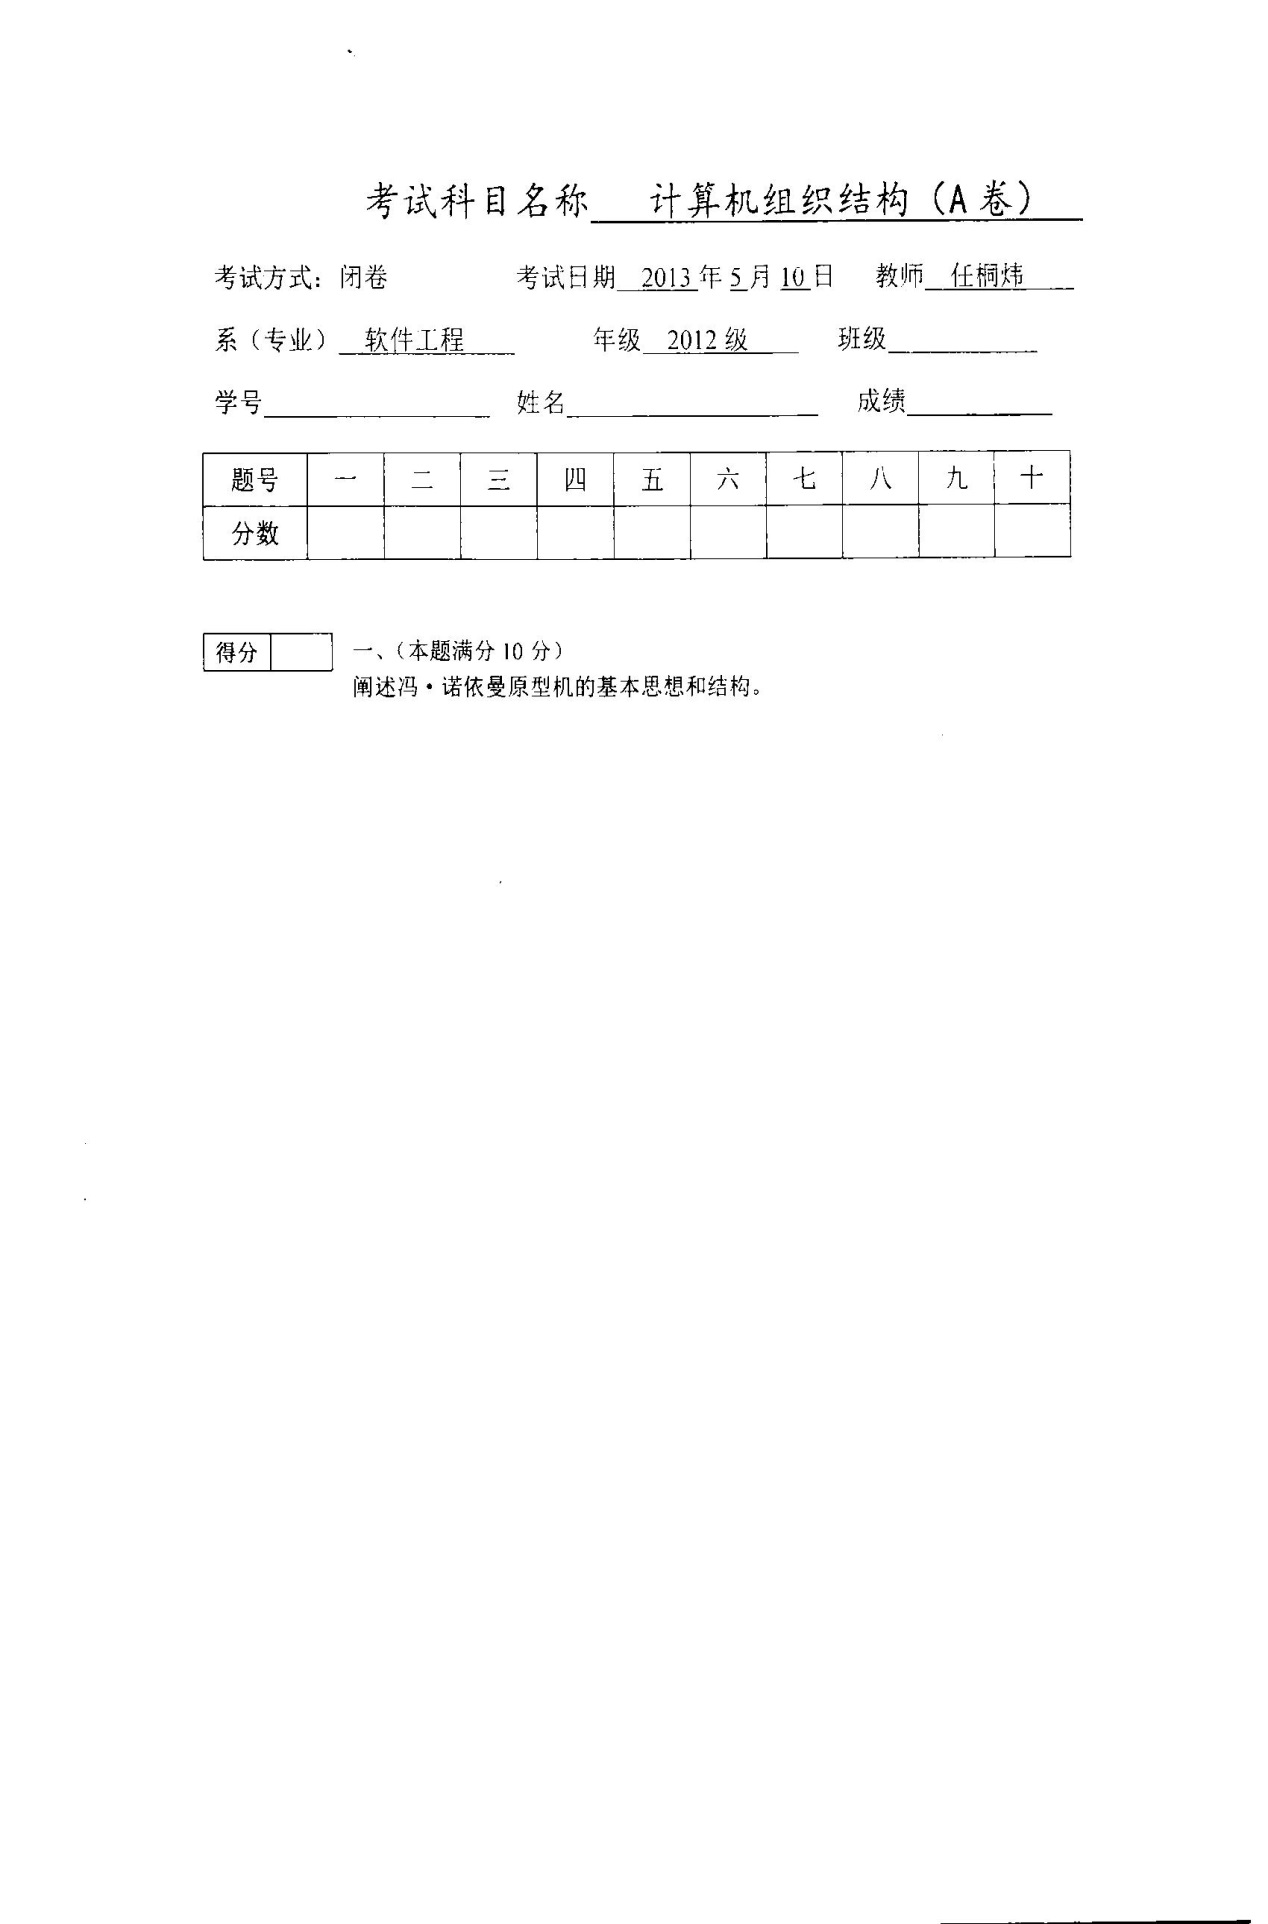 考试科目名称 计算机组织结构（A 卷）
考试方式：闭卷 考试日期 2013 年 5 月 10 日 教师 任桐炜
系（专业） 软件工程 年级 2012 级 班级
学号 姓名 成绩
题号 一 二 三 四 五 六 七 八 九 十
分数
得分 一、（本题满分 10 分）
阐述冯·诺依曼原型机的基本思想和结构。